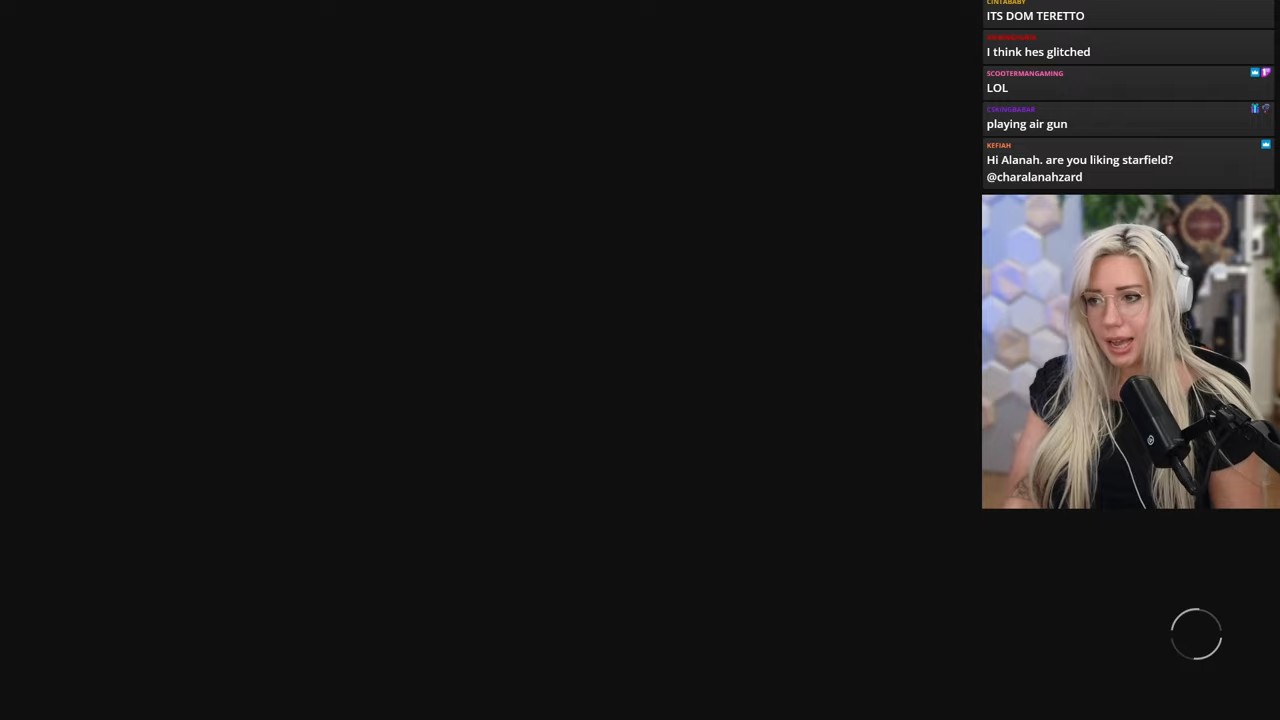 CINTABABY
ITS DOM TERETTO
I think hes glitched
SCOOTERMANGAMING
LOL
playing air gun
KEFIAH
Hi Alanah. are you liking starfield?
@charalanahzard